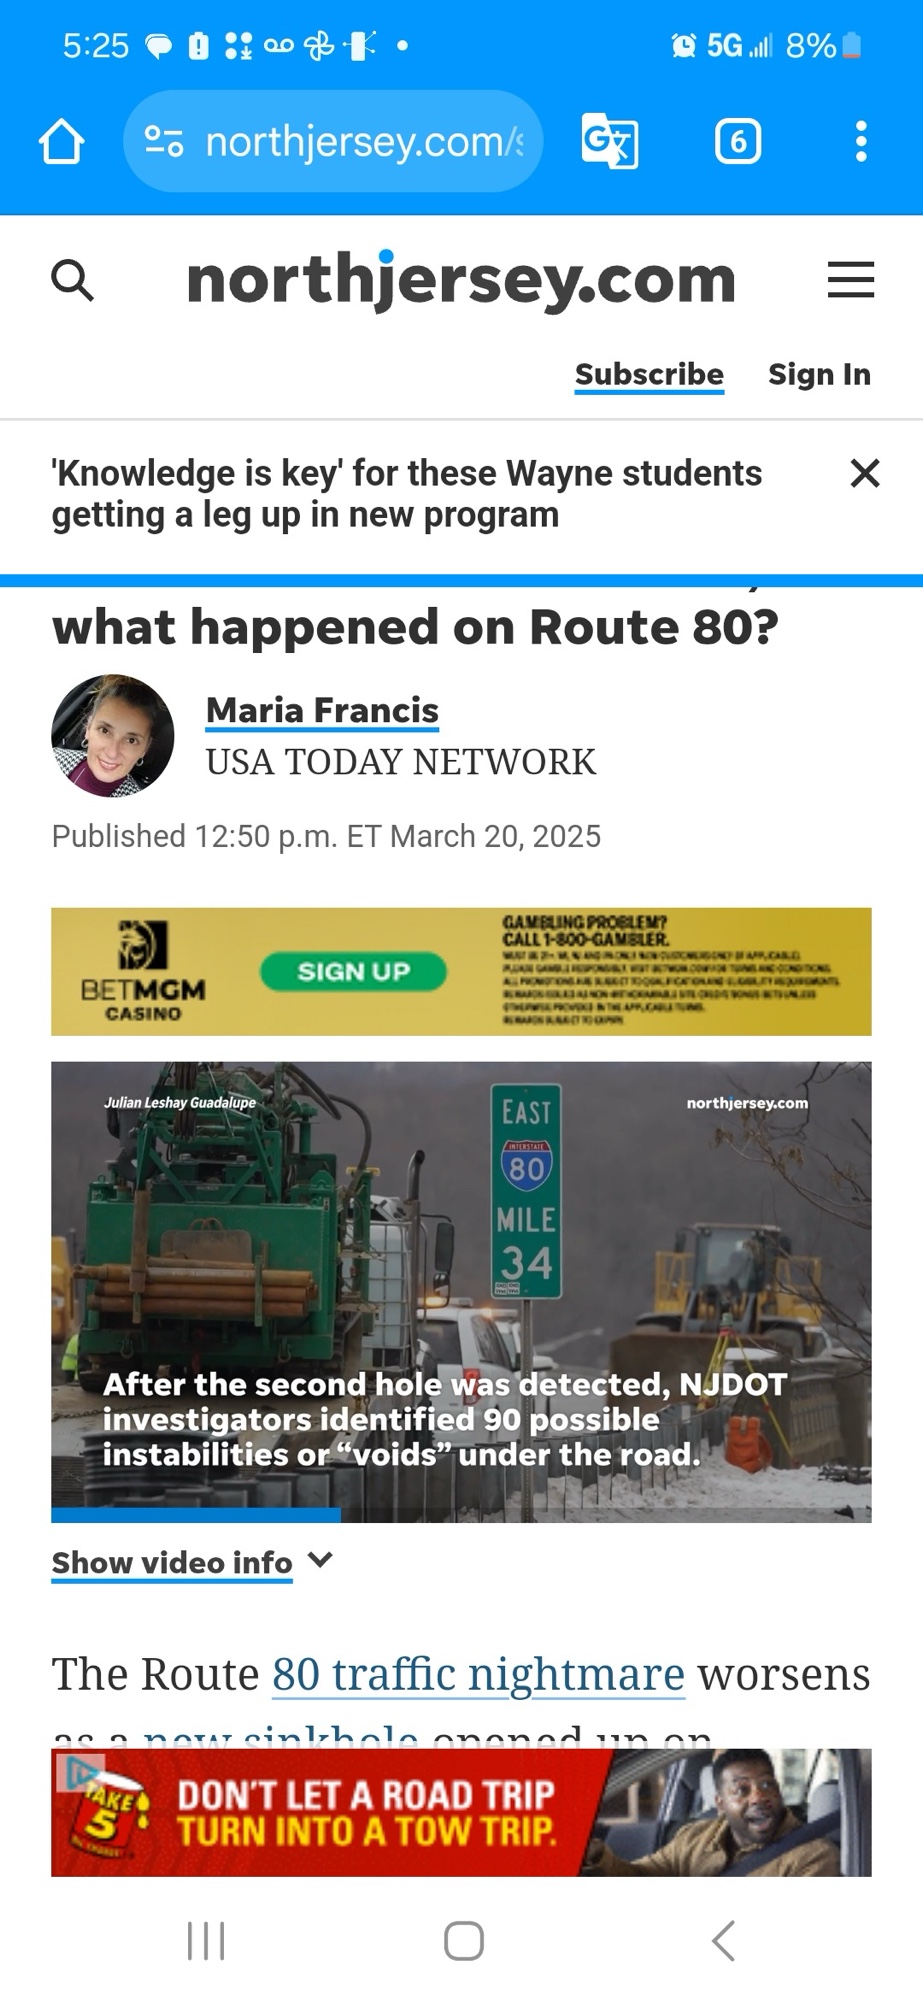 5:25
5G
8%
northjersey.com/
6
northjersey.com
Subscribe
Sign In
'Knowledge is key' for these Wayne students
getting a leg up in new program
what happened on Route 80?
Maria Francis
USA TODAY NETWORK
Published 12:50 p.m. ET March 20, 2025
BETMGM
CASINO
SIGN UP
GAMBLING PROBLEM?
CALL 1-800-GAMBLER.
Julian Leshay Guadalupe
northjersey.com
EAST
INTERSTATE
80
MILE
34
After the second hole was detected, NJDOT
investigators identified 90 possible
instabilities or “voids” under the road.
Show video info
The Route 80 traffic nightmare worsens
as a new sinkhole opened up on
TAKE
5
DON'T LET A ROAD TRIP
TURN INTO A TOW TRIP.